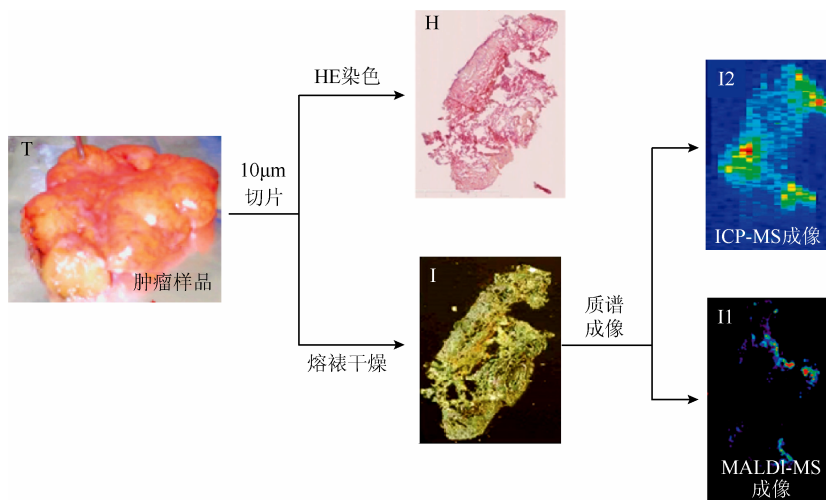 T
肿瘤样品
10μm
切片
HE染色
H
熔裱干燥
I
质谱
成像
I2
ICP-MS成像
I1
MALDI-MS
成像